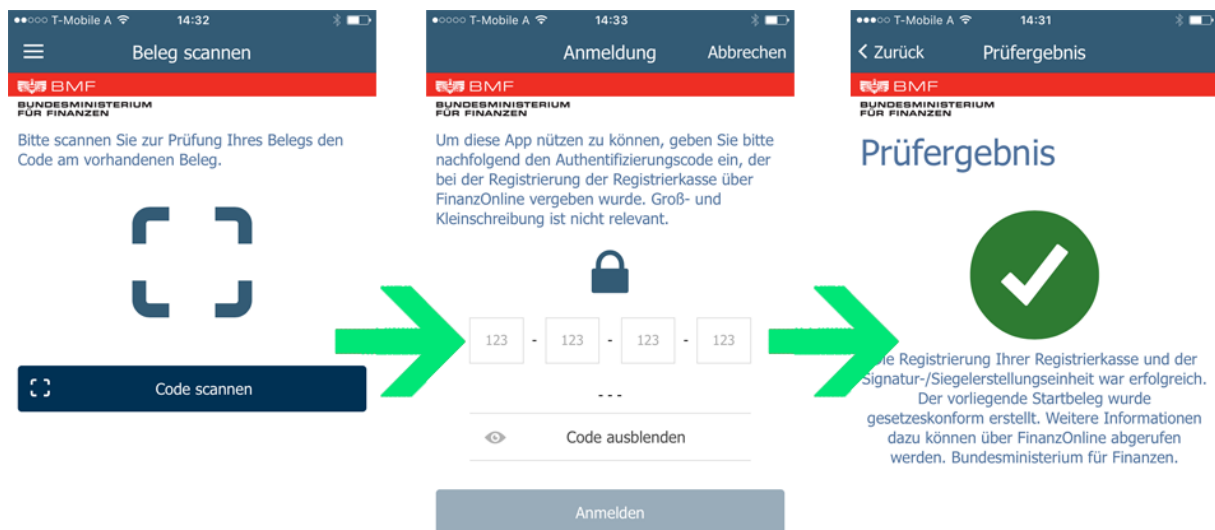 T-Mobile A 14:32
Beleg scannen
BMF
BUNDESMINISTERIUM
FÜR FINANZEN
Bitte scannen Sie zur Prüfung Ihres Belegs den
Code am vorhandenen Beleg.
Code scannen
T-Mobile A 14:33
Anmeldung Abbrechen
BMF
BUNDESMINISTERIUM
FÜR FINANZEN
Um diese App nützen zu können, geben Sie bitte
nachfolgend den Authentifizierungscode ein, der
bei der Registrierung der Registrierkasse über
FinanzOnline vergeben wurde. Groß- und
Kleinschreibung ist nicht relevant.
123 - 123 - 123 - 123
---
Code ausblenden
Anmelden
T-Mobile A 14:31
< Zurück Prüfergebnis
BMF
BUNDESMINISTERIUM
FÜR FINANZEN
Prüfergebnis
Die Registrierung Ihrer Registrierkasse und der
Signatur-/Siegelerstellungseinheit war erfolgreich.
Der vorliegende Startbeleg wurde
gesetzeskonform erstellt. Weitere Informationen
dazu können über FinanzOnline abgerufen
werden. Bundesministerium für Finanzen.